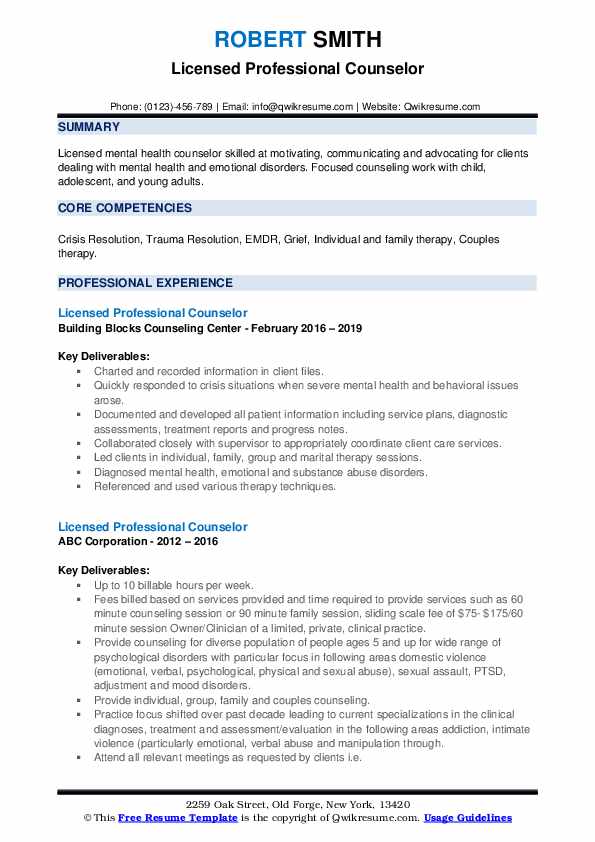 ROBERT SMITH
Licensed Professional Counselor
Phone: (0123)-456-789 | Email: info@qwikresume.com | Website: Qwikresume.com
SUMMARY
Licensed mental health counselor skilled at motivating, communicating and advocating for clients
dealing with mental health and emotional disorders. Focused counseling work with child,
adolescent, and young adults.
CORE COMPETENCIES
Crisis Resolution, Trauma Resolution, EMDR, Grief, Individual and family therapy, Couples
therapy.
PROFESSIONAL EXPERIENCE
Licensed Professional Counselor
Building Blocks Counseling Center - February 2016 – 2019
Key Deliverables:
▪ Charted and recorded information in client files.
▪ Quickly responded to crisis situations when severe mental health and behavioral issues
arose.
▪ Documented and developed all patient information including service plans, diagnostic
assessments, treatment reports and progress notes.
▪ Collaborated closely with supervisor to appropriately coordinate client care services.
▪ Led clients in individual, family, group and marital therapy sessions.
▪ Diagnosed mental health, emotional and substance abuse disorders.
▪ Referenced and used various therapy techniques.
Licensed Professional Counselor
ABC Corporation - 2012 – 2016
Key Deliverables:
▪ Up to 10 billable hours per week.
▪ Fees billed based on services provided and time required to provide services such as 60
minute counseling session or 90 minute family session, sliding scale fee of $75- $175/60
minute session Owner/Clinician of a limited, private, clinical practice.
▪ Provide counseling for diverse population of people ages 5 and up for wide range of
psychological disorders with particular focus in following areas domestic violence
(emotional, verbal, psychological, physical and sexual abuse), sexual assault, PTSD,
adjustment and mood disorders.
▪ Provide individual, group, family and couples counseling.
▪ Practice focus shifted over past decade leading to current specializations in the clinical
diagnoses, treatment and assessment/evaluation in the following areas addiction, intimate
violence (particularly emotional, verbal abuse and manipulation through.
▪ Attend all relevant meetings as requested by clients i.e.
2259 Oak Street, Old Forge, New York, 13420
© This Free Resume Template is the copyright of Qwikresume.com. Usage Guidelines